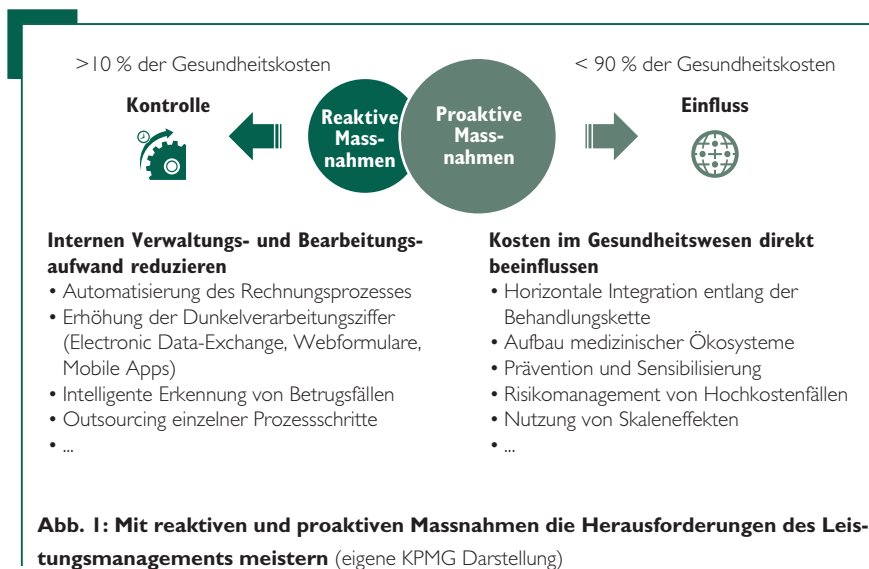 >10 % der Gesundheitskosten
Kontrolle
Reaktive
Mass-
nahmen
Proaktive
Mass-
nahmen
< 90 % der Gesundheitskosten
Einfluss
Internen Verwaltungs- und Bearbeitungs-
aufwand reduzieren
• Automatisierung des Rechnungsprozesses
• Erhöhung der Dunkelverarbeitungsziffer
(Electronic Data-Exchange, Webformulare,
Mobile Apps)
• Intelligente Erkennung von Betrugsfällen
• Outsourcing einzelner Prozessschritte
• ...
Kosten im Gesundheitswesen direkt
beeinflussen
• Horizontale Integration entlang der
Behandlungskette
• Aufbau medizinischer Ökosysteme
• Prävention und Sensibilisierung
• Risikomanagement von Hochkostenfällen
• Nutzung von Skaleneffekten
• ...
Abb. 1: Mit reaktiven und proaktiven Massnahmen die Herausforderungen des Leis-
tungsmanagements meistern (eigene KPMG Darstellung)